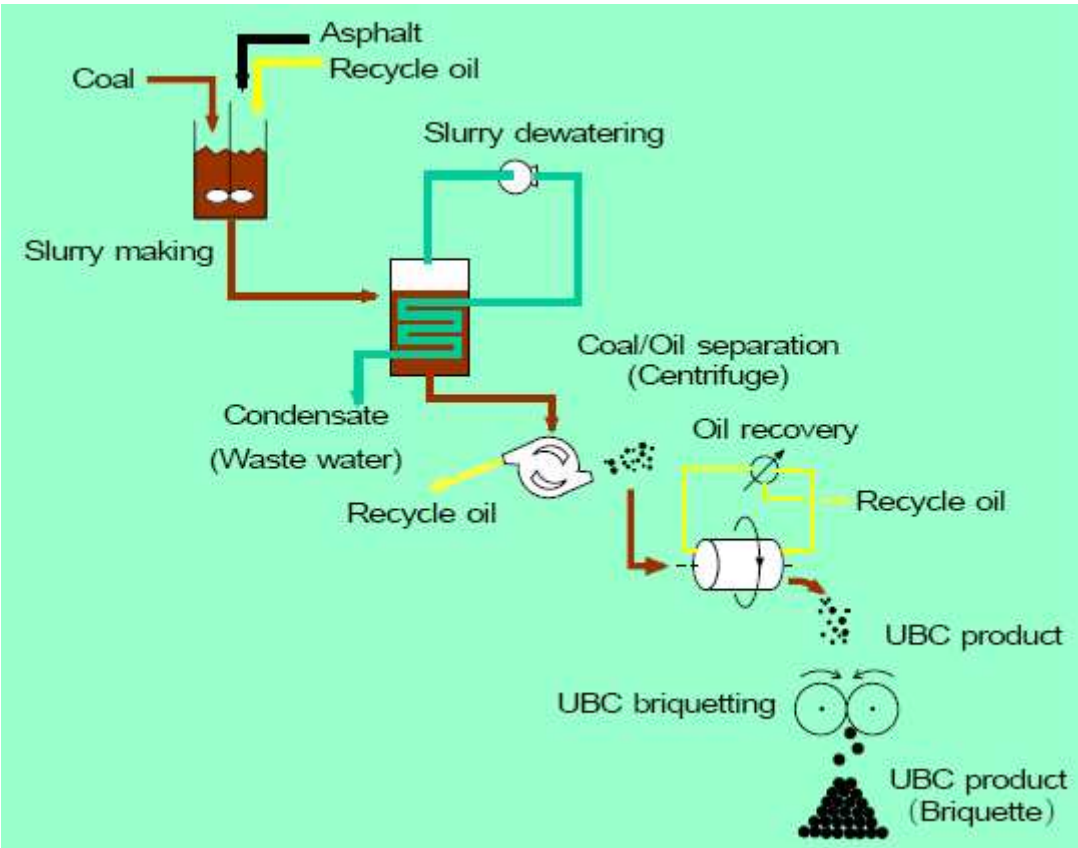 Asphalt
Recycle oil
Coal
Slurry dewatering
Slurry making
Coal/Oil separation
(Centrifuge)
Condensate
(Waste water)
Oil recovery
Recycle oil
Recycle oil
UBC product
UBC briquetting
UBC product
(Briquette)